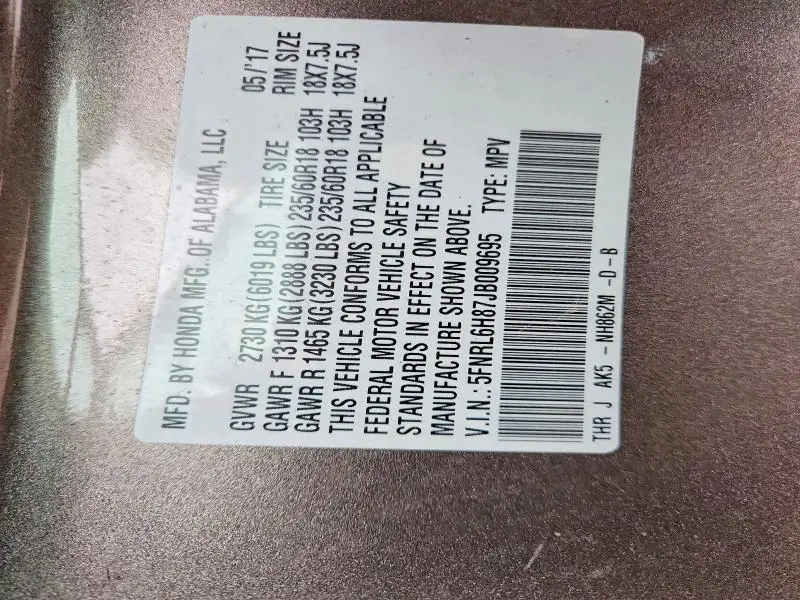 MFD. BY HONDA MFG. OF ALABAMA, LLC
05/'17
GVWR 2730 KG(6019 LBS) TIRE SIZE RIM SIZE
GAWR F 1310 KG(2888 LBS)235/60R18 103H 18X7.5J
GAWR R 1465 KG(3230 LBS)235/60R18 103H 18X7.5J
THIS VEHICLE CONFORMS TO ALL APPLICABLE
FEDERAL MOTOR VEHICLE SAFETY
STANDARDS IN EFFECT ON THE DATE OF
MANUFACTURE SHOWN ABOVE.
V.I.N.: 5FNRL6H87JB009695 TYPE: MPV
THR J AK5 - NH862M -D-B